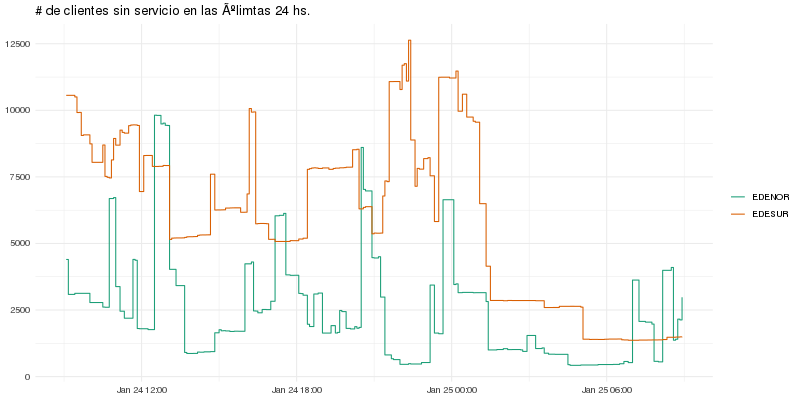 # de clientes sin servicio en las Ãºlimtas 24 hs.
12500
10000
7500
5000
2500
0
Jan 24 12:00
Jan 24 18:00
Jan 25 00:00
Jan 25 06:00
EDENOR
EDESUR